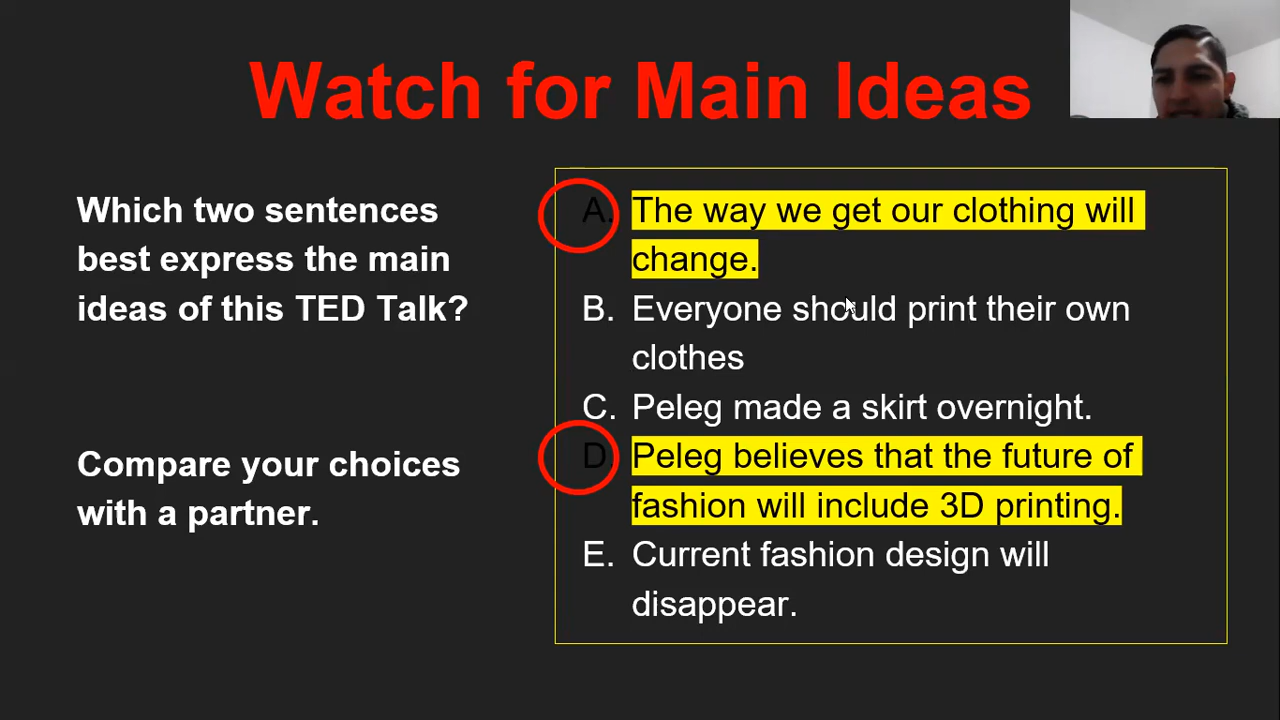 Watch for Main Ideas
Which two sentences
best express the main
ideas of this TED Talk?
Compare your choices
with a partner.
A. The way we get our clothing will
change.
B. Everyone should print their own
clothes
C. Peleg made a skirt overnight.
D. Peleg believes that the future of
fashion will include 3D printing.
E. Current fashion design will
disappear.